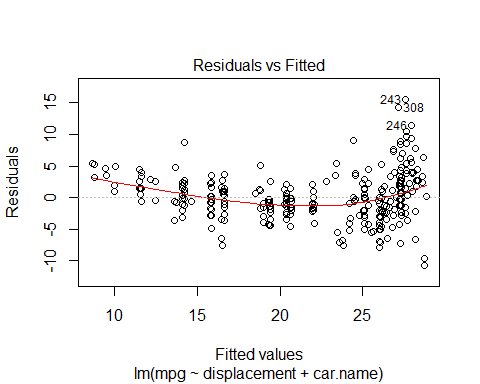 Residuals vs Fitted
Residuals
15
10
5
0
-5
-10
243
308
246
10 15 20 25
Fitted values
lm(mpg ~ displacement + car.name)